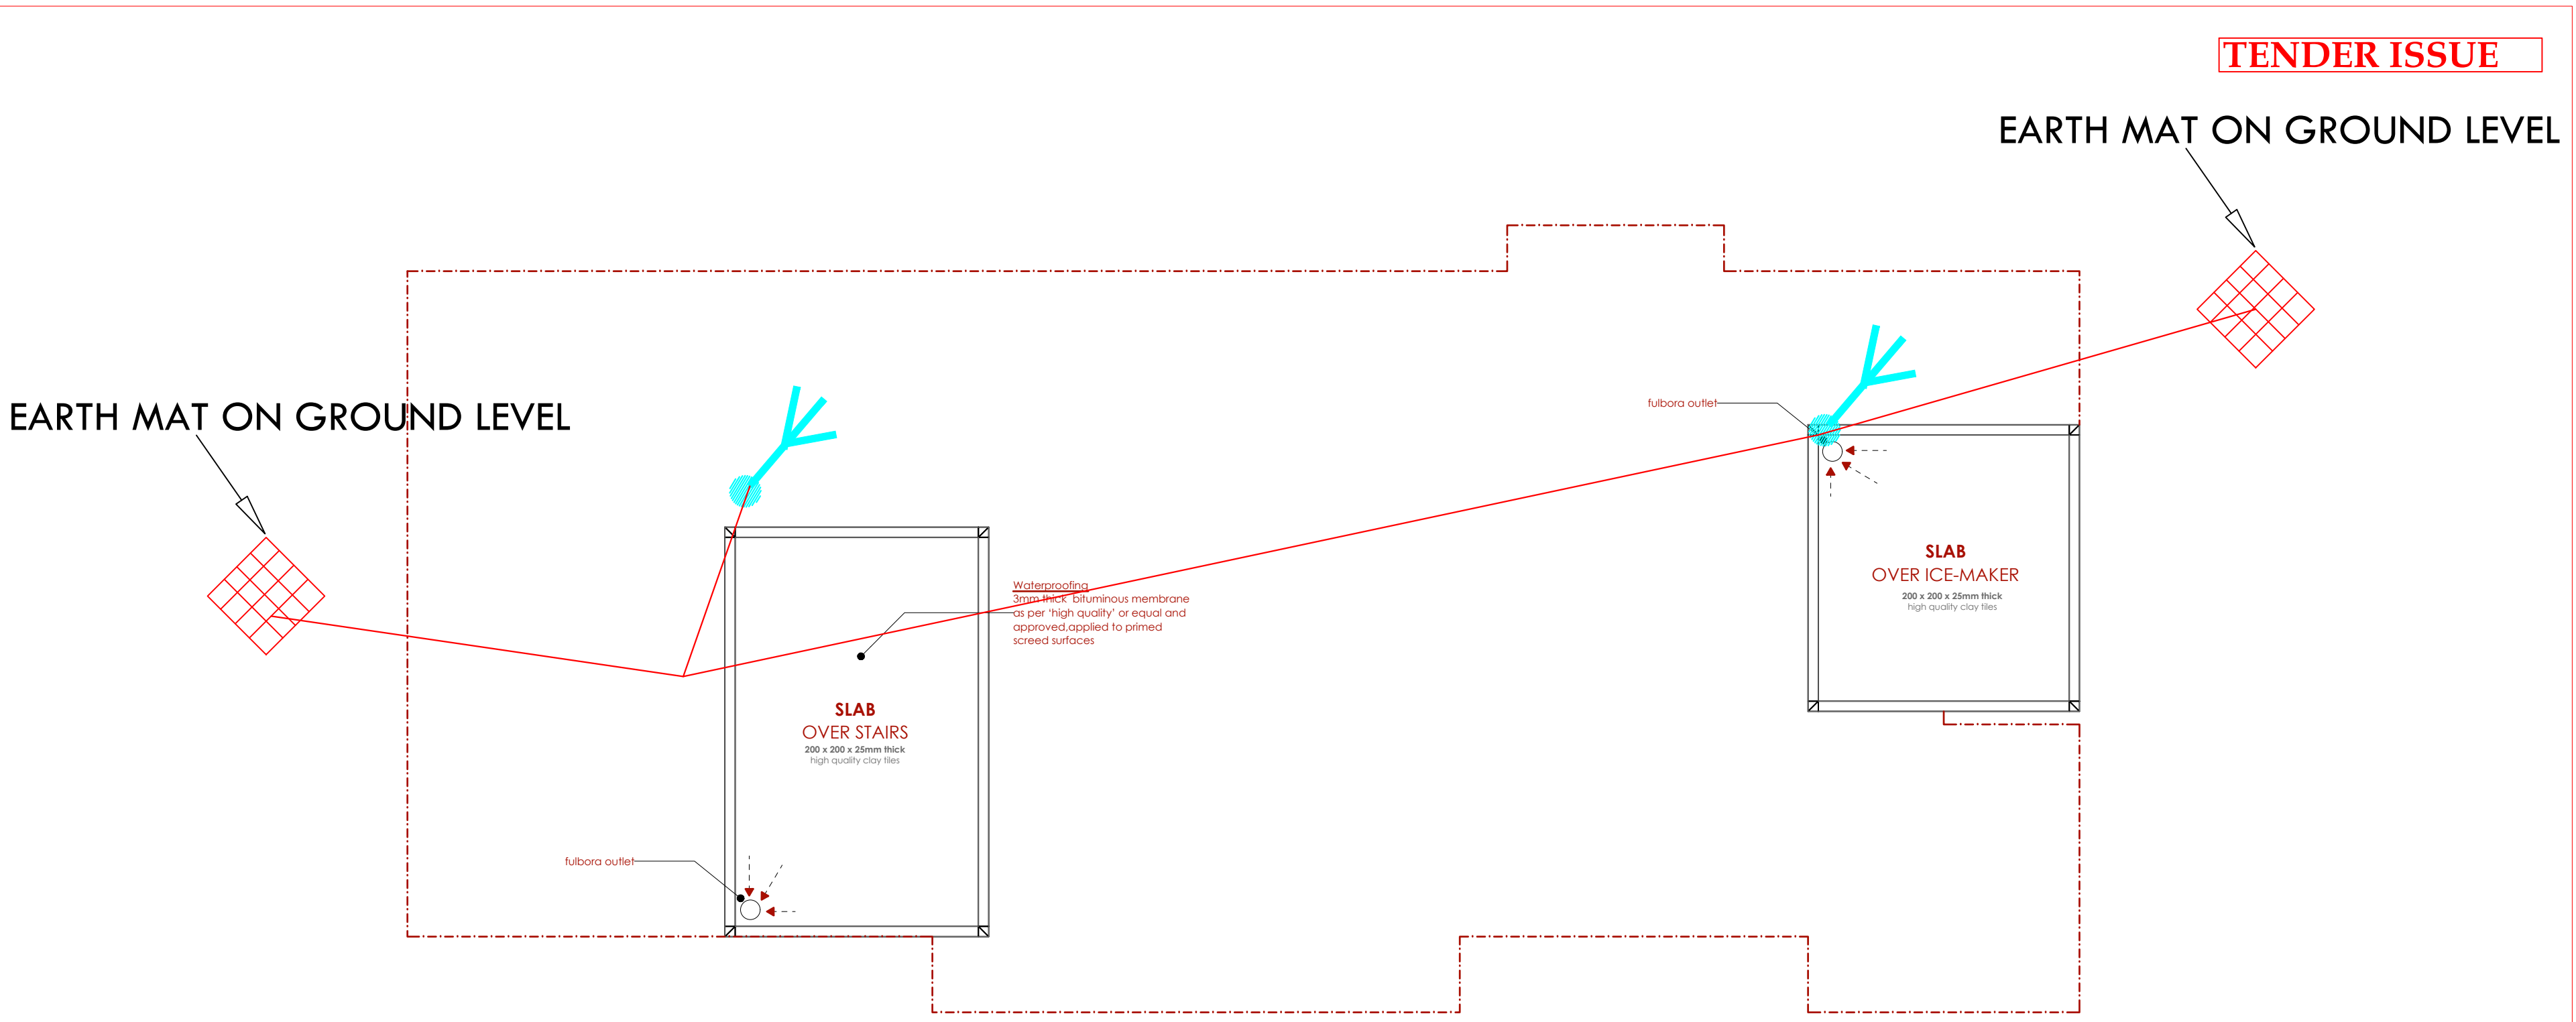 TENDER ISSUE
EARTH MAT ON GROUND LEVEL
EARTH MAT ON GROUND LEVEL
fulbora outlet
SLAB
OVER ICE-MAKER
200 x 200 x 25mm thick
high quality clay tiles
Waterproofing
3mm thick bituminous membrane
as per ‘high quality’ or equal and
approved,applied to primed
screed surfaces
SLAB
OVER STAIRS
200 x 200 x 25mm thick
high quality clay tiles
fulbora outlet